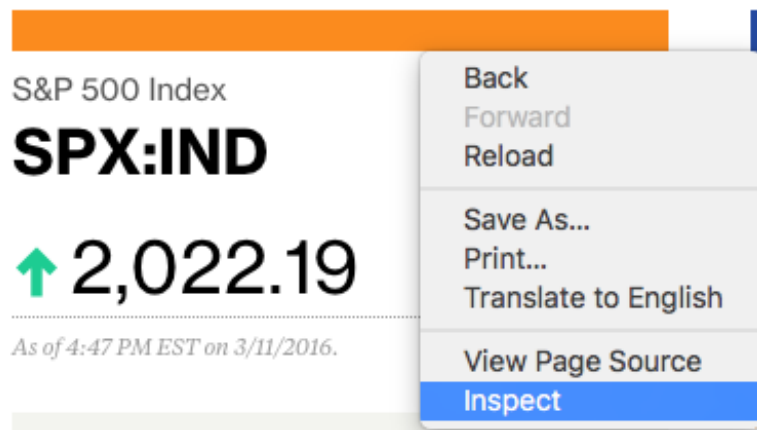 S&P 500 Index
SPX:IND
2,022.19
As of 4:47 PM EST on 3/11/2016.
Back
Forward
Reload
Save As...
Print...
Translate to English
View Page Source
Inspect